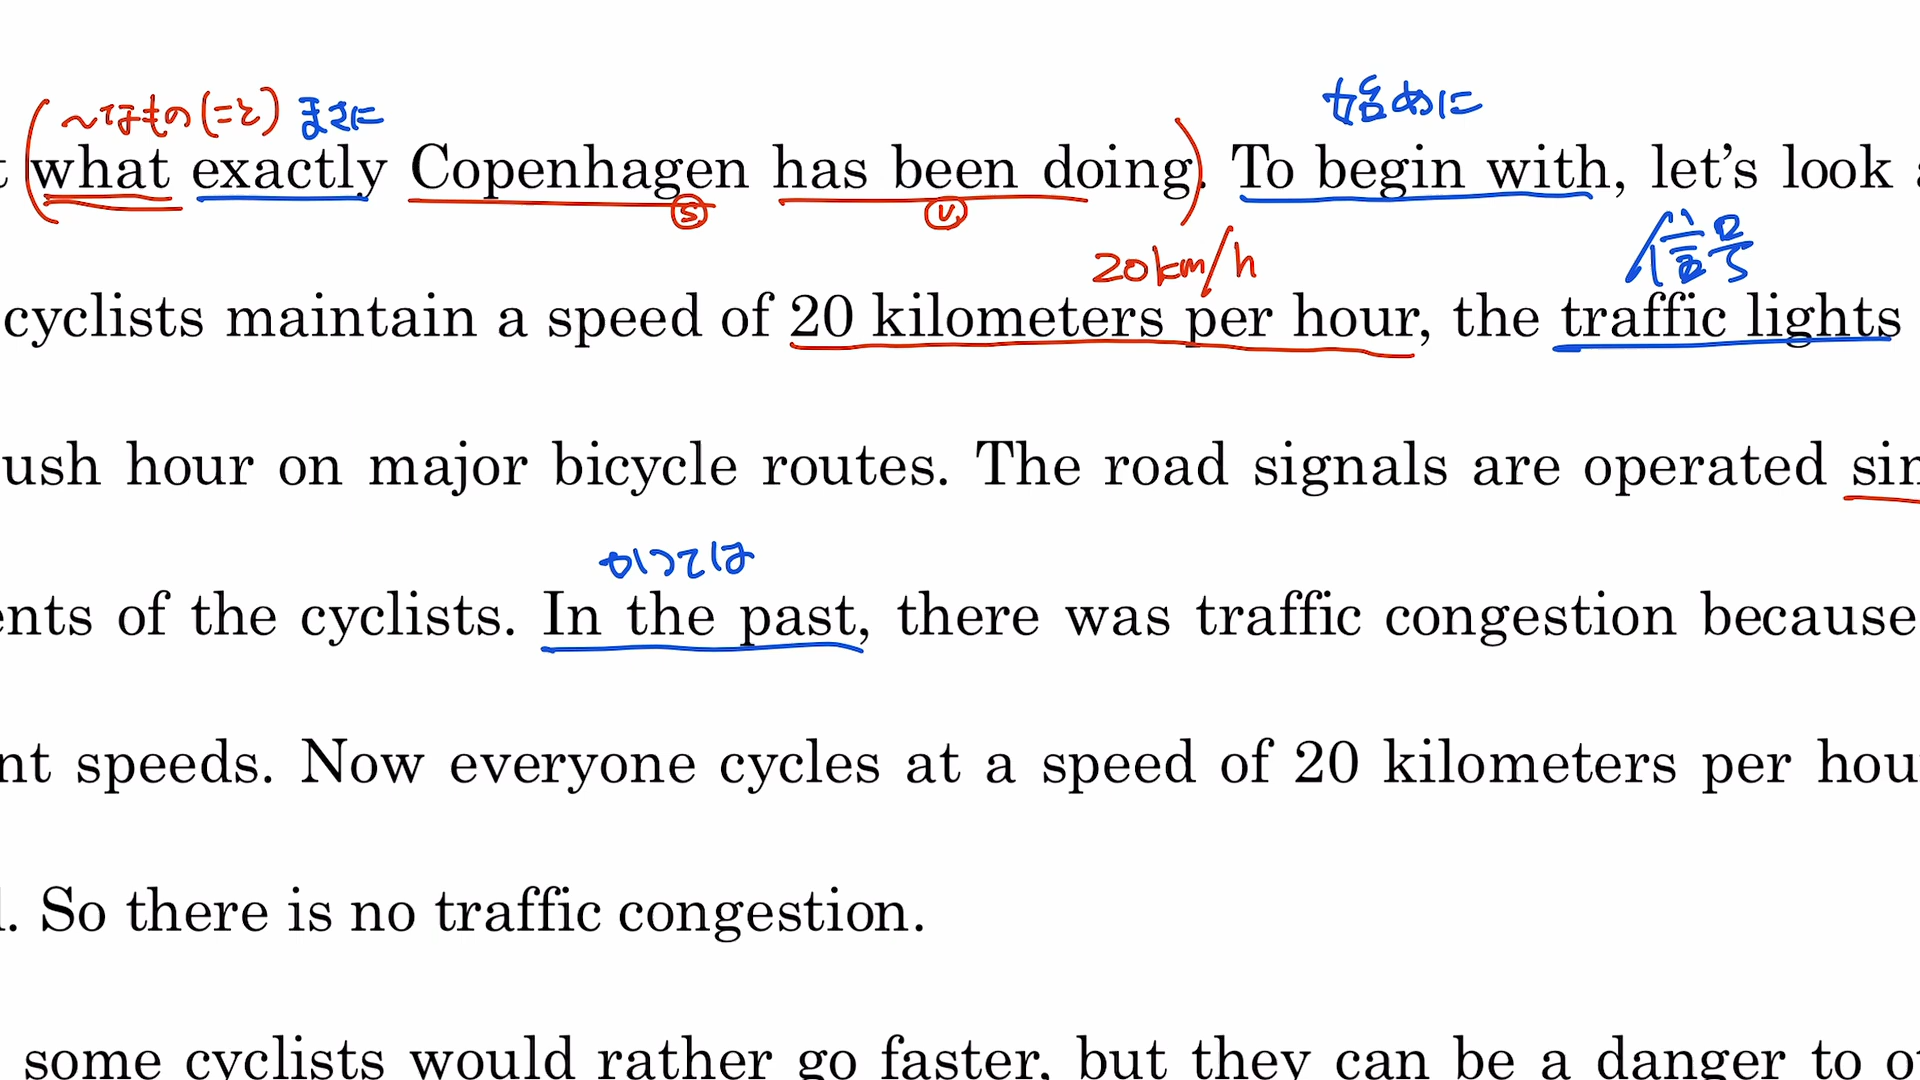 〜なもの(こと) まさに 始めに
what exactly Copenhagen has been doing. To begin with, let’s look
S V
20km/h 信号
cyclists maintain a speed of 20 kilometers per hour, the traffic lights
ush hour on major bicycle routes. The road signals are operated sin
かつては
ents of the cyclists. In the past, there was traffic congestion because
nt speeds. Now everyone cycles at a speed of 20 kilometers per hou
. So there is no traffic congestion.
some cyclists would rather go faster, but they can be a danger to o